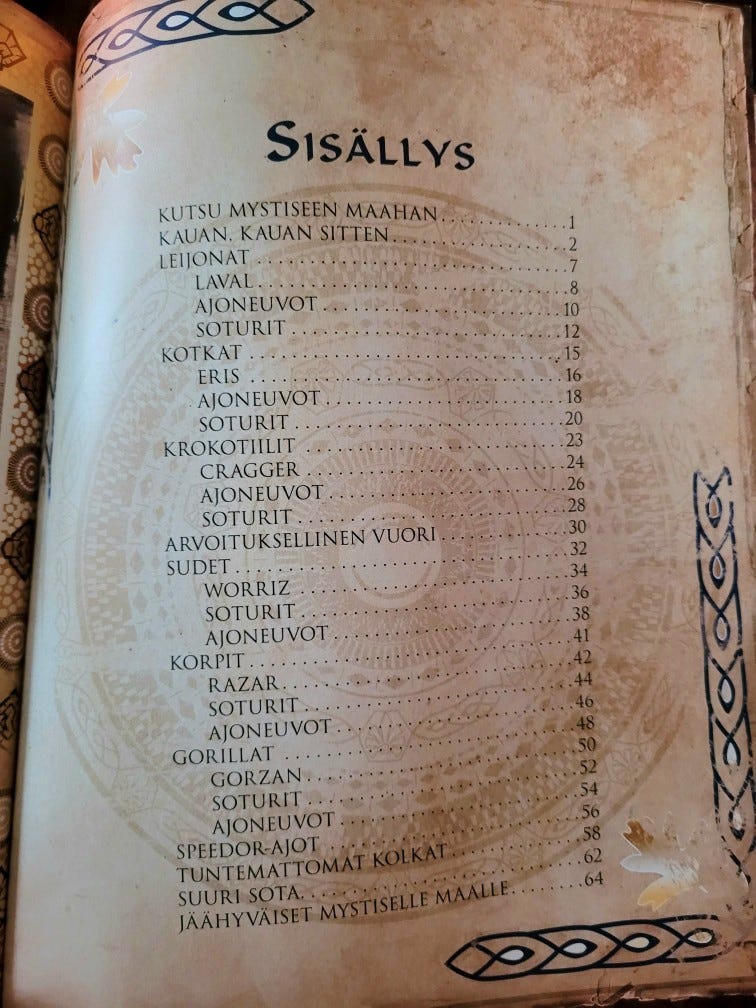 SISÄLLYS
KUTSU MYSTISEEN MAAHAN.................1
KAUAN, KAUAN SITTEN.................2
LEIJONAT.................7
LAVAL.................8
AJONEUVOT.................10
SOTURIT.................12
KOTKAT.................15
ERIS.................16
AJONEUVOT.................18
SOTURIT.................20
KROKOTIILIT.................23
CRAGGER.................24
AJONEUVOT.................26
SOTURIT.................28
ARVOITUKSELLINEN VUORI.................30
SUDET.................32
WORRIZ.................34
SOTURIT.................36
AJONEUVOT.................38
KORPIT.................41
RAZAR.................42
SOTURIT.................44
AJONEUVOT.................46
GORILLAT.................48
GORZAN.................50
SOTURIT.................52
AJONEUVOT.................54
SPEEDOR-AJOT.................56
TUNTEMATTOMAT KOLKAT.................58
SUURI SOTA.................62
JÄÄHYVÄISET MYSTISELLE MAALLE.................64